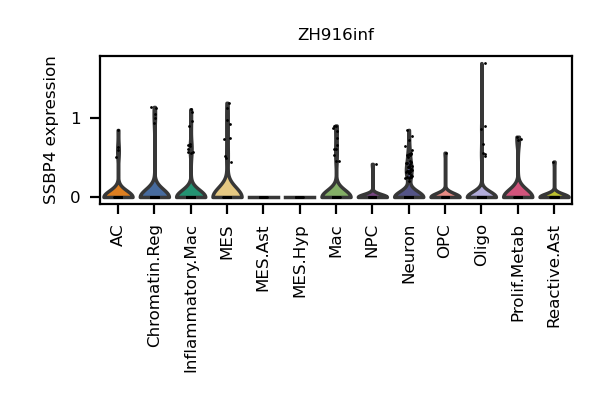 ZH916inf
SSBP4 expression
1
0
AC
Chromatin.Reg
Inflammatory.Mac
MES
MES.Ast
MES.Hyp
Mac
NPC
Neuron
OPC
Oligo
Prolif.Metab
Reactive.Ast